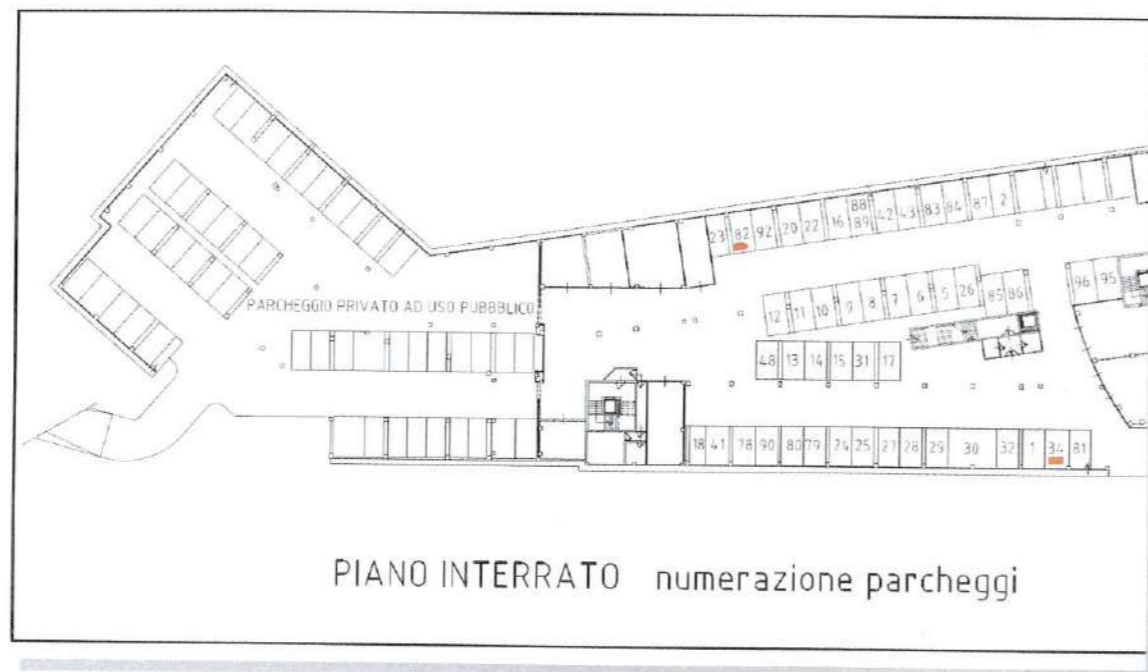 23 82 92 20 22 16 88 89 42 43 83 84 87 2
96 95
PARCHEGGIO PRIVATO AD USO PUBBBLICO
12 11 10 9 8 7 6 5 26 85 86
48 13 14 15 31 17
18 41 78 90 80 79 24 25 27 28 29 30 32 1 34 81
PIANO INTERRATO numerazione parcheggi